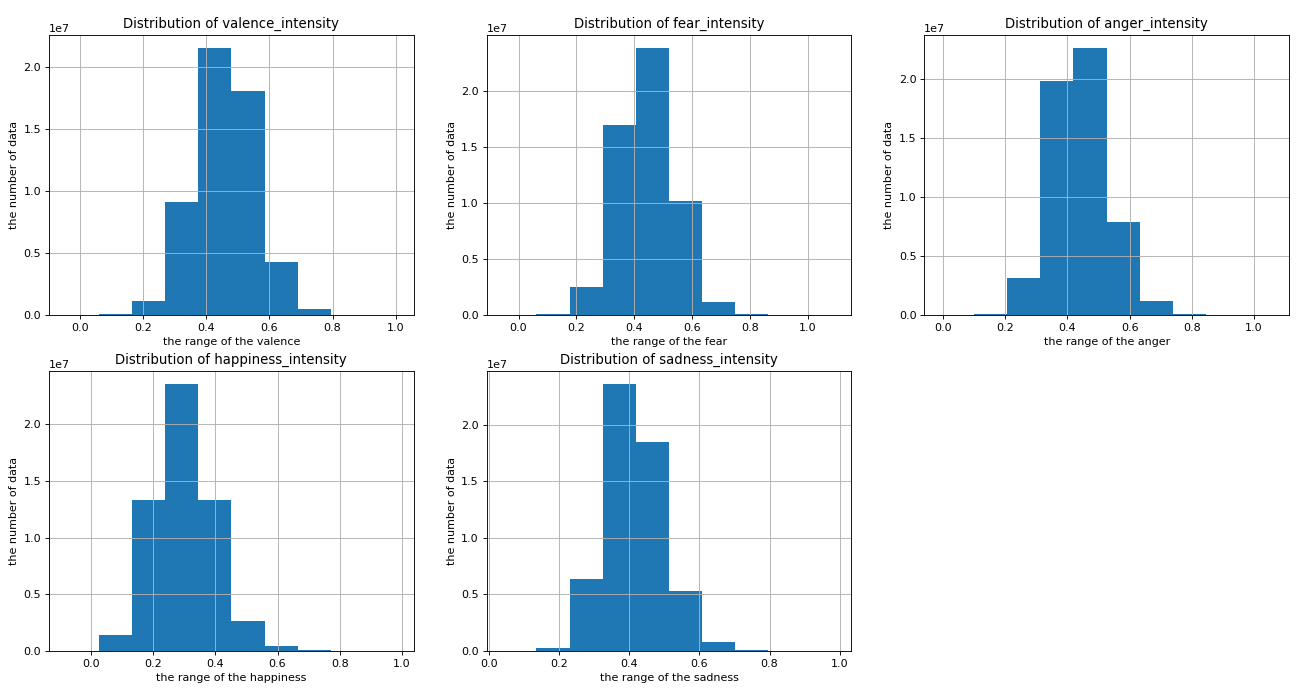 Distribution of valence_intensity
1e7
2.0
1.5
1.0
0.5
0.0
the number of data
0.0 0.2 0.4 0.6 0.8 1.0
the range of the valence
Distribution of fear_intensity
1e7
2.0
1.5
1.0
0.5
0.0
the number of data
0.0 0.2 0.4 0.6 0.8 1.0
the range of the fear
Distribution of anger_intensity
1e7
2.0
1.5
1.0
0.5
0.0
the number of data
0.0 0.2 0.4 0.6 0.8 1.0
the range of the anger
Distribution of happiness_intensity
1e7
2.0
1.5
1.0
0.5
0.0
the number of data
0.0 0.2 0.4 0.6 0.8 1.0
the range of the happiness
Distribution of sadness_intensity
1e7
2.0
1.5
1.0
0.5
0.0
the number of data
0.0 0.2 0.4 0.6 0.8 1.0
the range of the sadness